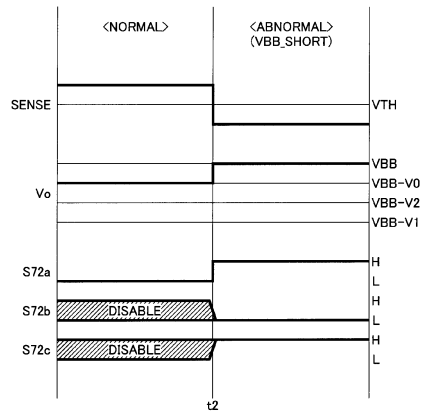 <NORMAL>
<ABNORMAL>
(VBB_SHORT)
SENSE
VTH
VBB
Vo
VBB-V0
VBB-V2
VBB-V1
S72a
H
L
S72b
DISABLE
H
L
S72c
DISABLE
H
L
t2